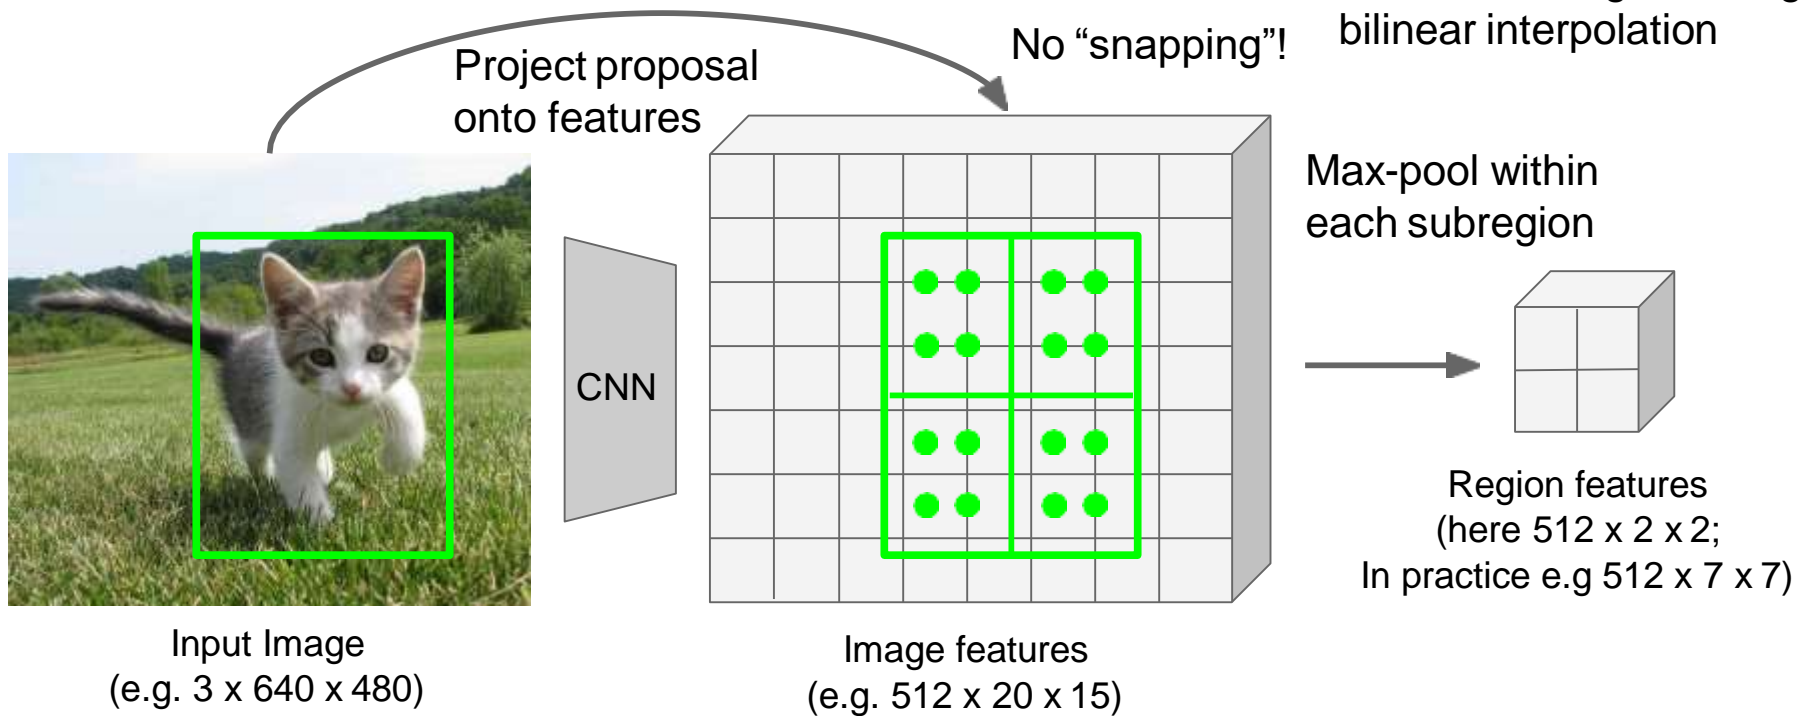 bilinear interpolation
No “snapping”!
Project proposal
onto features
Max-pool within
each subregion
CNN
Region features
(here 512 x 2 x 2;
In practice e.g 512 x 7 x 7)
Input Image
(e.g. 3 x 640 x 480)
Image features
(e.g. 512 x 20 x 15)